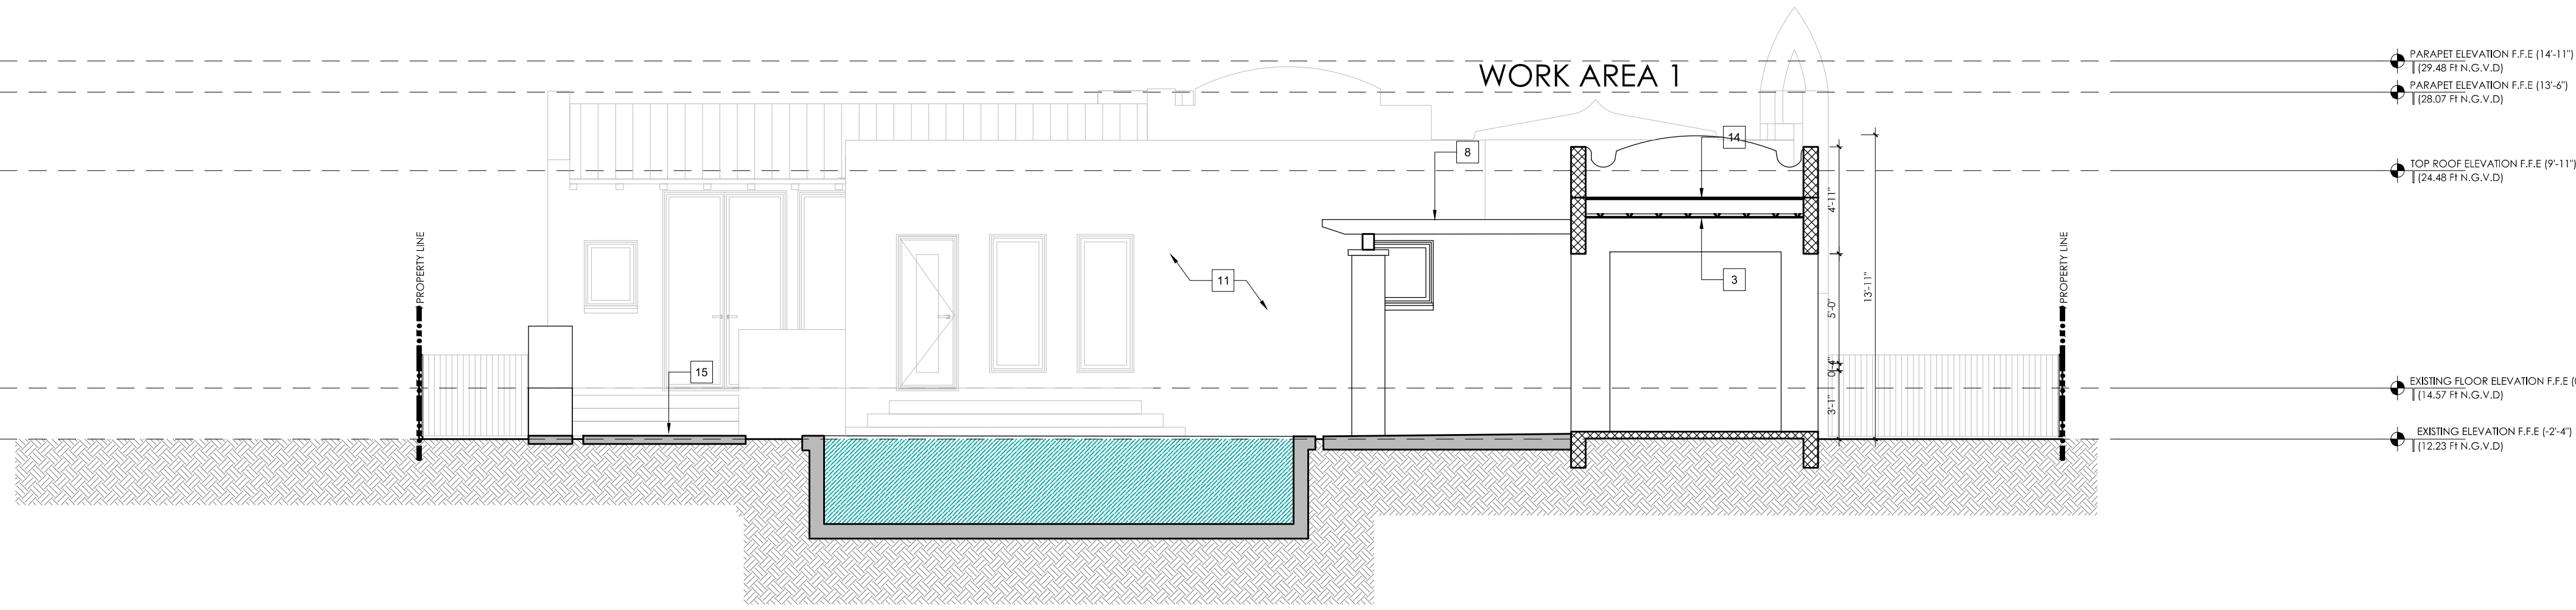 WORK AREA 1
PARAPET ELEVATION F.F.E (14'-11")
(29.48 Ft N.G.V.D)
PARAPET ELEVATION F.F.E (13'-6")
(28.07 Ft N.G.V.D)
14
8
TOP ROOF ELEVATION F.F.E (9'-11")
(24.48 Ft N.G.V.D)
4'-11"
PROPERTY LINE
PROPERTY LINE
11
3
13'-11"
5'-0"
15
0'-4"
3'-1"
EXISTING FLOOR ELEVATION F.F.E
(14.57 Ft N.G.V.D)
EXISTING ELEVATION F.F.E (-2'-4")
(12.23 Ft N.G.V.D)